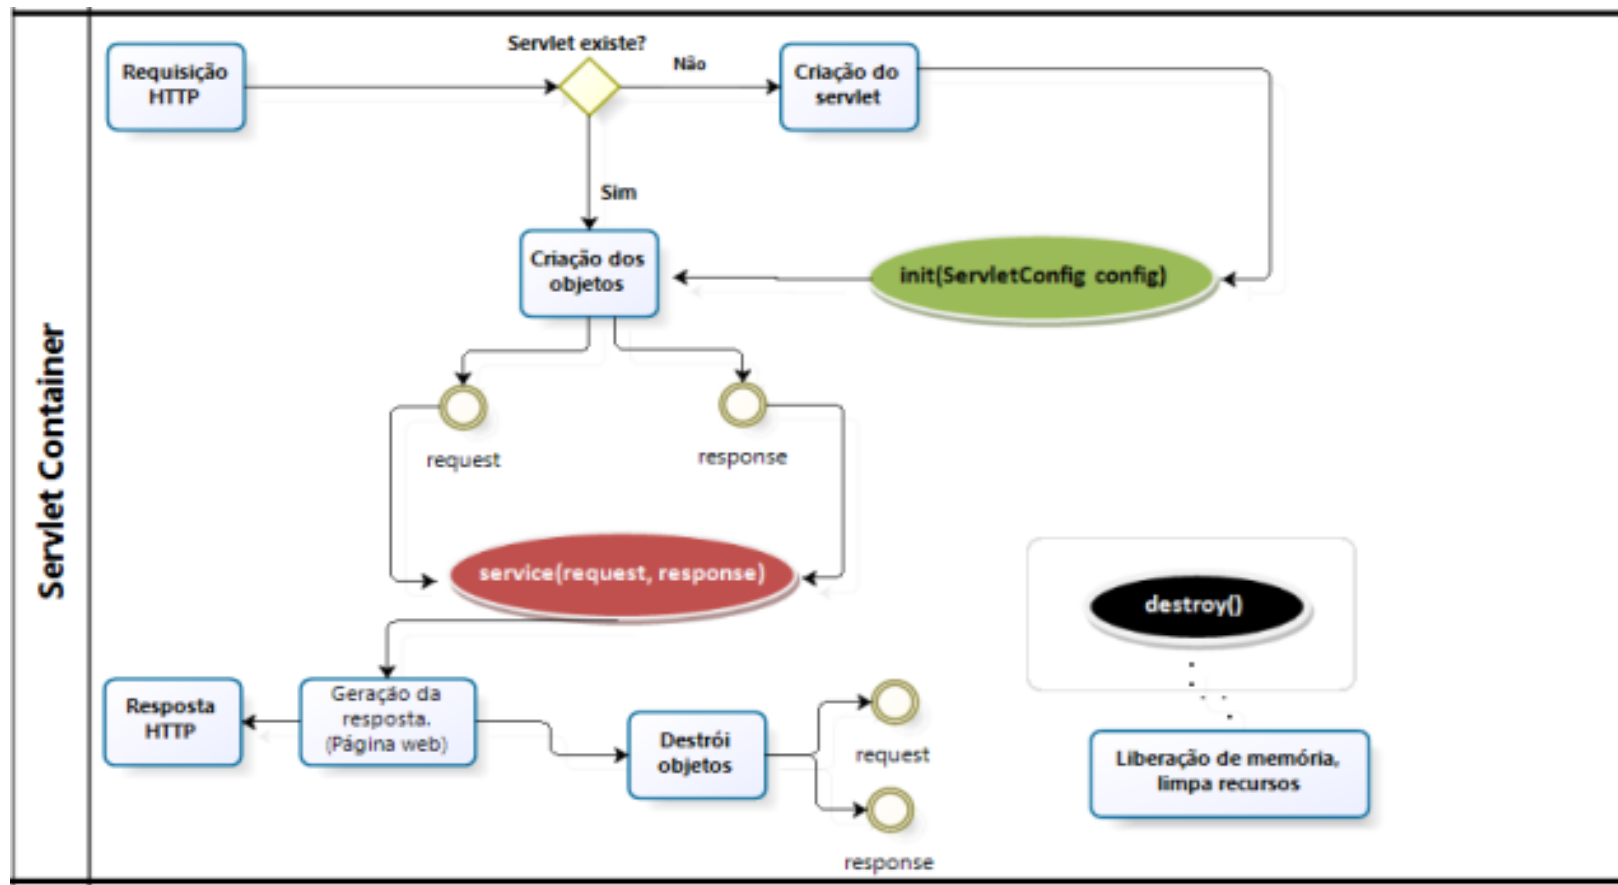 Servlet Container
Servlet existe?
Requisição
HTTP
Não
Criação do
servlet
Sim
Criação dos
objetos
init(ServletConfig config)
request
response
service(request, response)
destroy()
Resposta
HTTP
Geração da
resposta.
(Página web)
Destrói
objetos
request
response
Liberação de memória,
limpa recursos